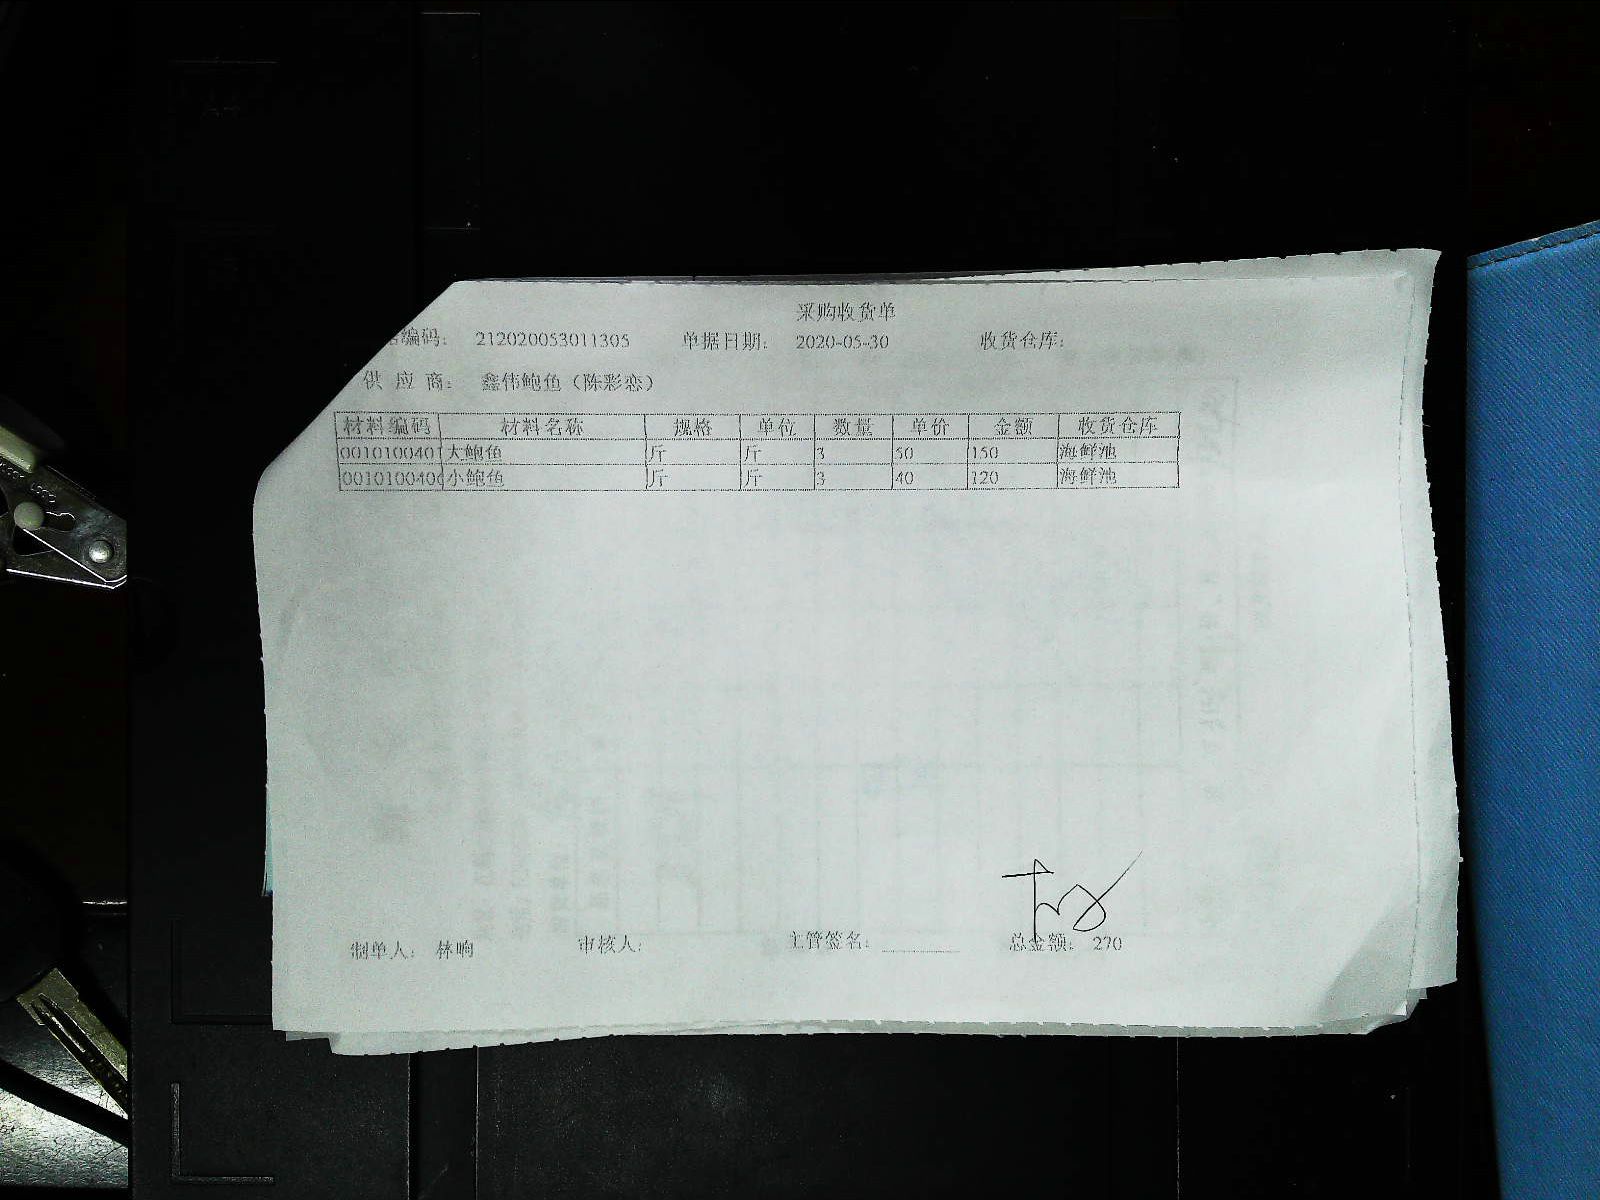 采购收货单
编码： 212020053011305 单据日期： 2020-05-30 收货仓库：
供 应 商： 鑫伟鲍鱼（陈彩恋）
材料编码 材料名称 规格 单位 数量 单价 金额 收货仓库
0010100401 大鲍鱼 斤 斤 3 50 150 海鲜池
001010040 小鲍鱼 斤 斤 3 40 120 海鲜池
制单人： 林响 审核人： 主管签名： 总金额： 270